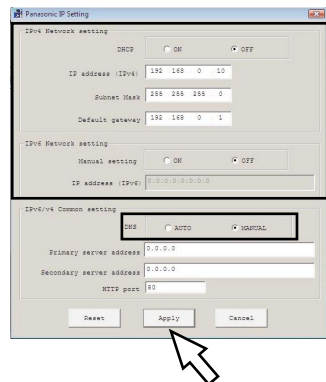 Panasonic IP Setting
IPv4 Network setting
DHCP ON OFF
IP address (IPv4) 192 168 0 10
Subnet Mask 255 255 255 0
Default gateway 192 168 0 1
IPv6 Network setting
Manual setting ON OFF
IP address (IPv6) 0:0:0:0:0:0:0:0
IPv6/v4 Common setting
DNS AUTO MANUAL
Primary server address 0.0.0.0
Secondary server address 0.0.0.0
HTTP port 80
Reset Apply Cancel